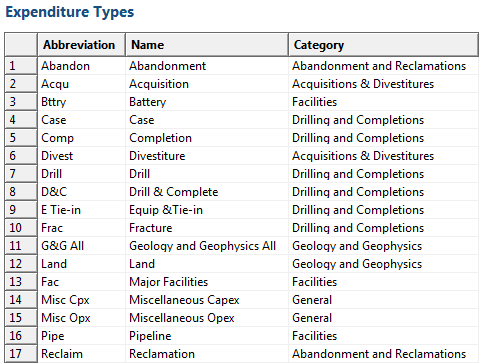 Expenditure Types
Abbreviation Name Category
1 Abandon Abandonment Abandonment and Reclamations
2 Acqu Acquisition Acquisitions & Divestitures
3 Bttry Battery Facilities
4 Case Case Drilling and Completions
5 Comp Completion Drilling and Completions
6 Divest Divestiture Acquisitions & Divestitures
7 Drill Drill Drilling and Completions
8 D&C Drill & Complete Drilling and Completions
9 E Tie-in Equip &Tie-in Drilling and Completions
10 Frac Fracture Drilling and Completions
11 G&G All Geology and Geophysics All Geology and Geophysics
12 Land Land Geology and Geophysics
13 Fac Major Facilities Facilities
14 Misc Cpx Miscellaneous Capex General
15 Misc Opx Miscellaneous Opex General
16 Pipe Pipeline Facilities
17 Reclaim Reclamation Abandonment and Reclamations